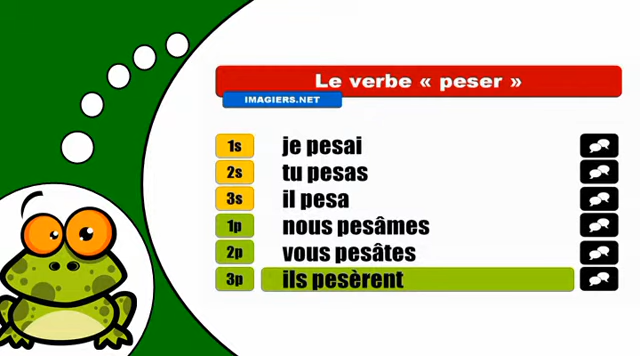 Le verbe « peser »
IMAGIERS.NET
1s je pesai
2s tu pesas
3s il pesa
1p nous pesâmes
2p vous pesâtes
3p ils pesèrent